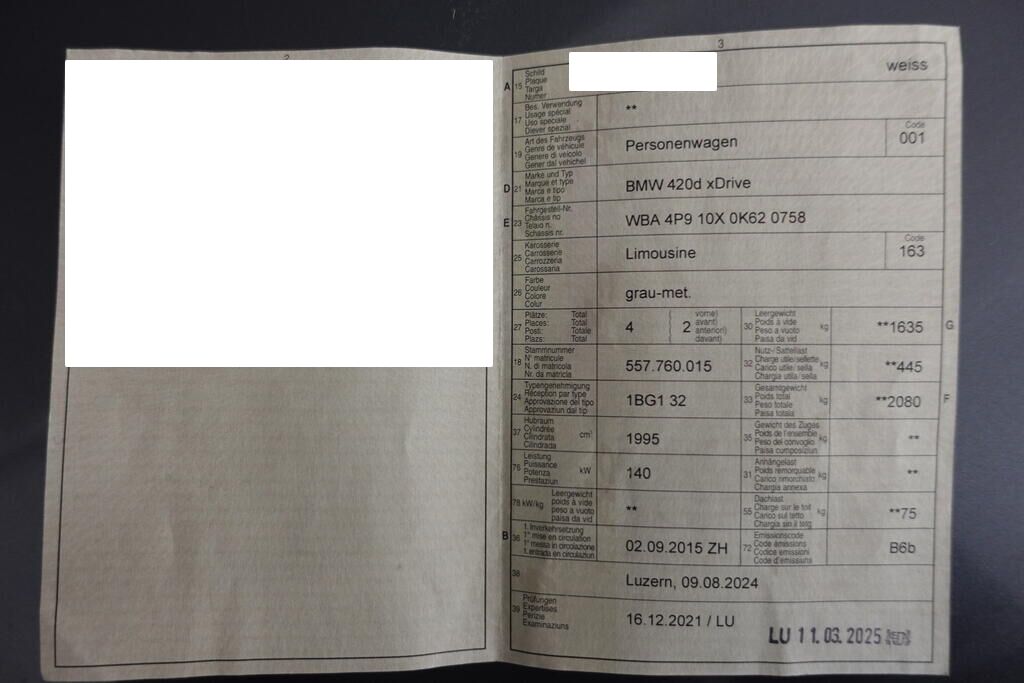 2
3
A 15 Schild
Plaque
Targa
Numer
weiss
17 Bes. Verwendung
Usage spécial
Uso speciale
Diever spezial
**
19 Art des Fahrzeugs
Genre de véhicule
Genere di veicolo
Gener dal vehichel
Personenwagen
Code
001
D 21 Marke und Typ
Marque et type
Marca e tipo
Marca e tip
BMW 420d xDrive
E 23 Fahrgestell-Nr.
Châssis no
Telaio n.
Schassis nr.
WBA 4P9 10X 0K62 0758
25 Karosserie
Carrosserie
Carrozzeria
Carossaria
Limousine
Code
163
26 Farbe
Couleur
Colore
Colur
grau-met.
27 Plätze: Total
Places: Total
Posti: Totale
Plazs: Total
4
( 2 vorne)
avant)
anteriori)
davant)
30 Leergewicht
Poids à vide
Peso a vuoto
Paisa da vid
kg
**1635
G
18 Stammnummer
N° matricule
N. di matricola
Nr. da matricla
557.760.015
32 Nutz-/Sattellast
Charge utile/sellette
Carico utile/sella
Chargia utila/sella
kg
**445
24 Typengenehmigung
Réception par type
Approvazione del tipo
Approvaziun dal tip
1BG1 32
33 Gesamtgewicht
Poids total
Peso totale
Paisa totala
kg
**2080
F
37 Hubraum
Cylindrée
Cilindrata
Cilindrada
cm³
1995
35 Gewicht des Zuges
Poids de l'ensemble
Peso del convoglio
Paisa cumposiziun
kg
**
76 Leistung
Puissance
Potenza
Prestaziun
kW
140
31 Anhängelast
Poids remorquable
Carico rimorchiato
Chargia annexa
kg
**
78 kW/kg Leergewicht
poids à vide
peso a vuoto
paisa da vid
**
55 Dachlast
Charge sur le toit
Carico sul tetto
Chargia sin il tetg
kg
**75
B 36 1. Inverkehrsetzung
1re mise en circulation
1a messa in circolazione
1. entrada en circulaziun
02.09.2015 ZH
72 Emissionscode
Code émissions
Codice emissioni
Code d'emissiuns
B6b
38
Luzern, 09.08.2024
39 Prüfungen
Expertises
Perizie
Examinaziuns
16.12.2021 / LU
LU 11.03.2025